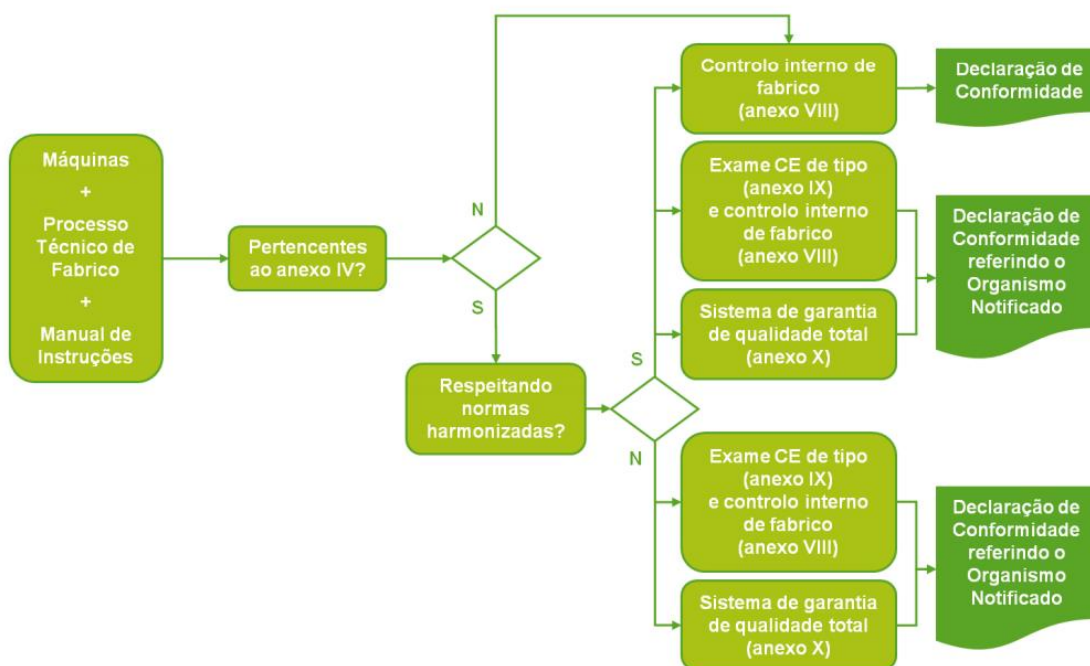 Máquinas
+
Processo
Técnico de
Fabrico
+
Manual de
Instruções
Pertencentes
ao anexo IV?
N
S
Respeitando
normas
harmonizadas?
S
N
Controlo interno de
fabrico
(anexo VIII)
Declaração de
Conformidade
Exame CE de tipo
(anexo IX)
e controlo interno
de fabrico
(anexo VIII)
Sistema de garantia
de qualidade total
(anexo X)
Declaração de
Conformidade
referindo o
Organismo
Notificado
Exame CE de tipo
(anexo IX)
e controlo interno
de fabrico
(anexo VIII)
Sistema de garantia
de qualidade total
(anexo X)
Declaração de
Conformidade
referindo o
Organismo
Notificado